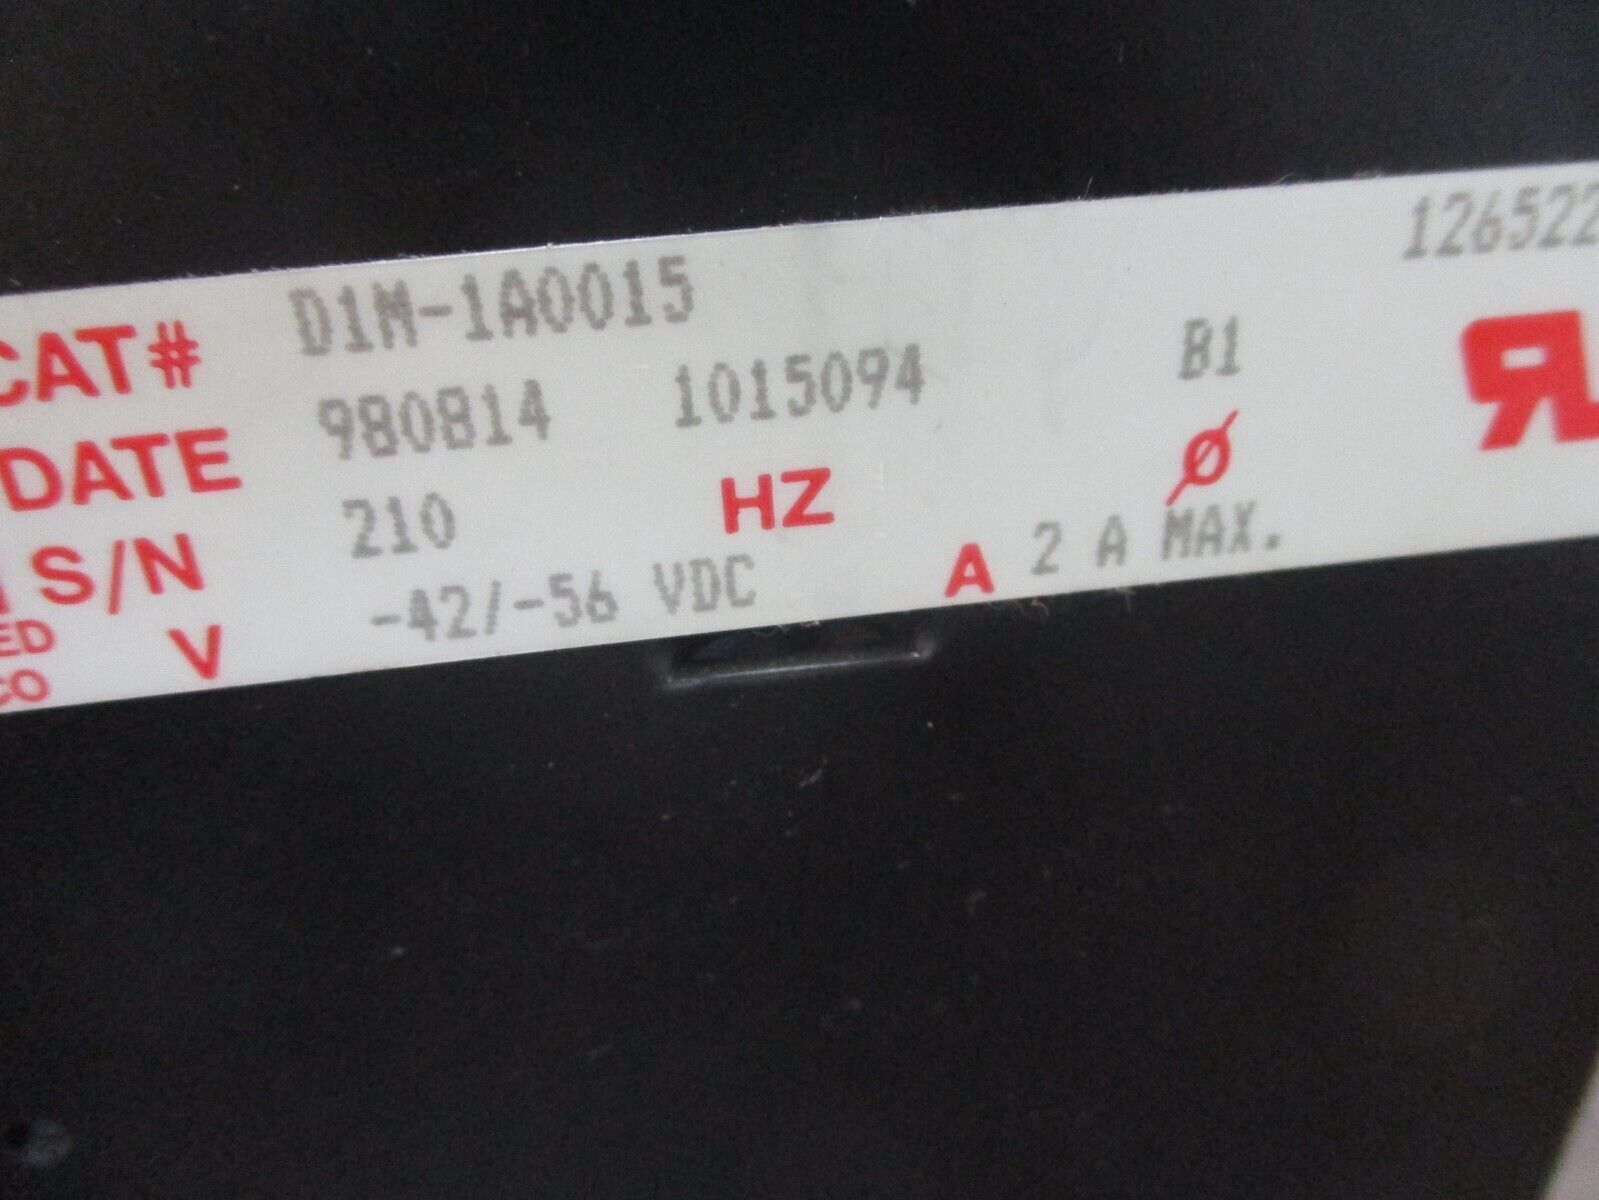 126522
CAT# D1M-1A0015
DATE 980814 1015094 B1
S/N 210 HZ Ø
V -42/-56 VDC A 2 A MAX.